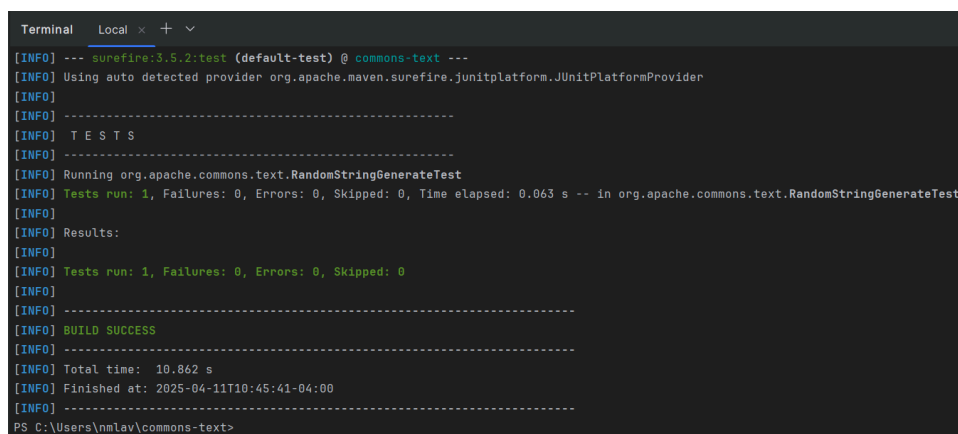 Terminal Local × + ⌄
[INFO] --- surefire:3.5.2:test (default-test) @ commons-text ---
[INFO] Using auto detected provider org.apache.maven.surefire.junitplatform.JUnitPlatformProvider
[INFO]
[INFO] -------------------------------------------------------
[INFO]  T E S T S
[INFO] -------------------------------------------------------
[INFO] Running org.apache.commons.text.RandomStringGenerateTest
[INFO] Tests run: 1, Failures: 0, Errors: 0, Skipped: 0, Time elapsed: 0.063 s -- in org.apache.commons.text.RandomStringGenerateTest
[INFO]
[INFO] Results:
[INFO]
[INFO] Tests run: 1, Failures: 0, Errors: 0, Skipped: 0
[INFO]
[INFO] ------------------------------------------------------------------------
[INFO] BUILD SUCCESS
[INFO] ------------------------------------------------------------------------
[INFO] Total time:  10.862 s
[INFO] Finished at: 2025-04-11T10:45:41-04:00
[INFO] ------------------------------------------------------------------------
PS C:\Users\nmlav\commons-text>